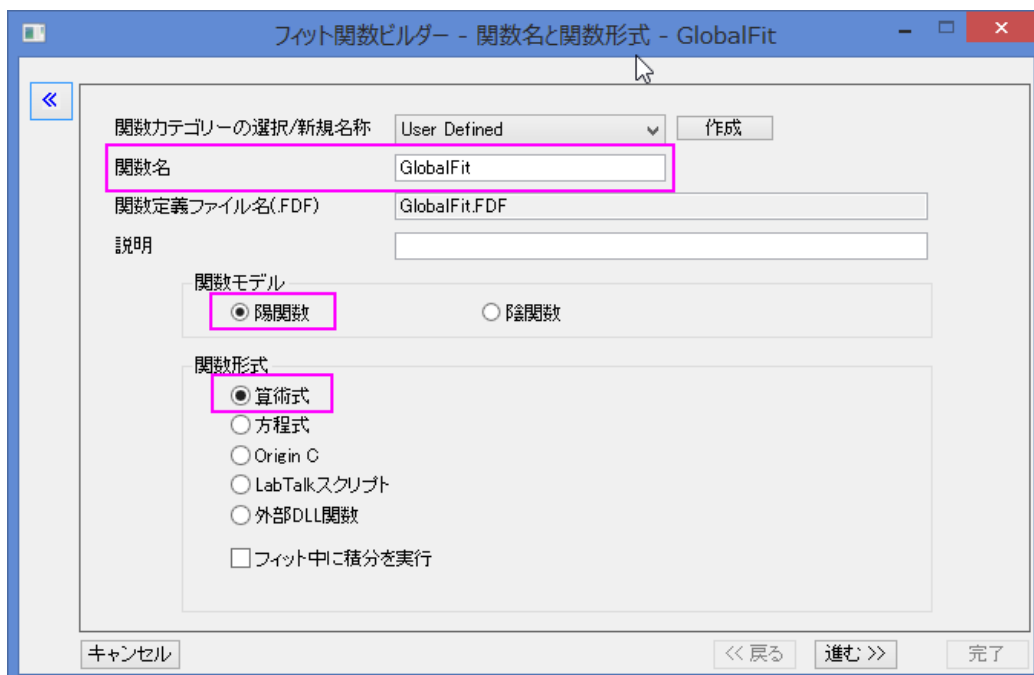 フィット関数ビルダー - 関数名と関数形式 - GlobalFit
関数カテゴリーの選択/新規名称 User Defined 作成
関数名 GlobalFit
関数定義ファイル名(.FDF) GlobalFit.FDF
説明
関数モデル
陽関数 陰関数
関数形式
算術式
方程式
Origin C
LabTalkスクリプト
外部DLL関数
フィット中に積分を実行
キャンセル << 戻る 進む >> 完了